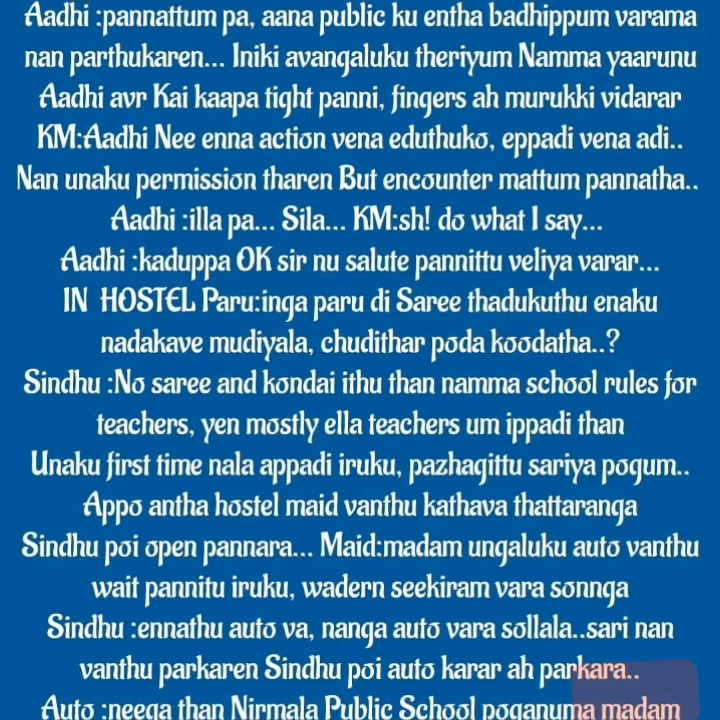 Aadhi :pannattum pa, aana public ku entha badhippum varama
nan parthukaren... Iniki avangaluku theriyum Namma yaarunu
Aadhi avr Kai kaapa tight panni, fingers ah murukki vidarar
KM:Aadhi Nee enna action vena eduthuko, eppadi vena adi..
Nan unaku permission tharen But encounter mattum pannatha..
Aadhi :illa pa... Sila... KM:sh! do what I say...
Aadhi :kaduppa OK sir nu salute pannittu veliya varar...
IN HOSTEL Paru:inga paru di Saree thadukuthu enaku
nadakave mudiyala, chudithar poda koodatha..?
Sindhu :No saree and kondai ithu than namma school rules for
teachers, yen mostly ella teachers um ippadi than
Unaku first time nala appadi iruku, pazhagittu sariya pogum..
Appo antha hostel maid vanthu kathava thattaranga
Sindhu poi open pannara... Maid:madam ungaluku auto vanthu
wait pannitu iruku, wadern seekiram vara sonnga
Sindhu :ennathu auto va, nanga auto vara sollala..sari nan
vanthu parkaren Sindhu poi auto karar ah parkara..
Auto :neega than Nirmala Public School poganuma madam